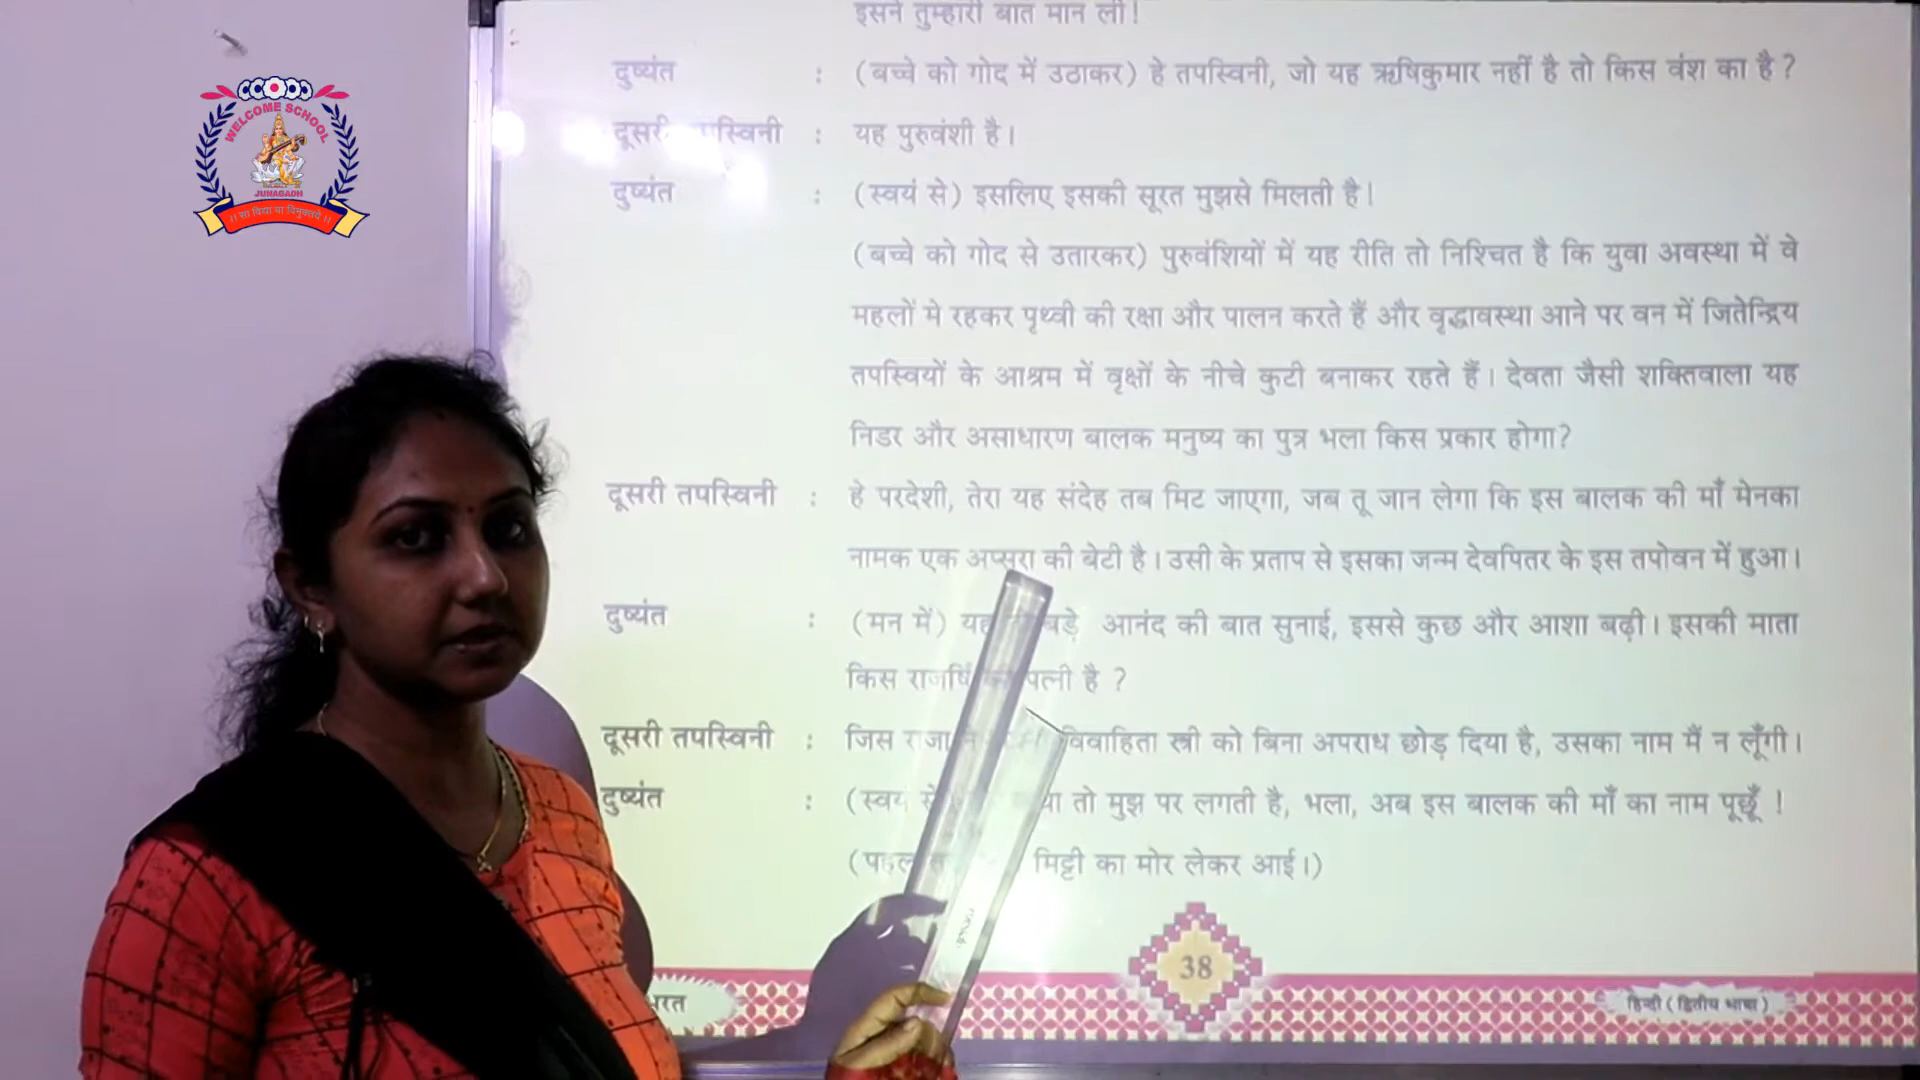 WELCOME SCHOOL
JUNAGADH
।। सा विद्या या विमुक्तये ।।
इसने तुम्हारी बात मान ली!
दुष्यंत : (बच्चे को गोद में उठाकर) हे तपस्विनी, जो यह ऋषिकुमार नहीं है तो किस वंश का है ?
दूसरी : यह पुरुवंशी है।
दुष्यंत : (स्वयं से) इसलिए इसकी सूरत मुझसे मिलती है!
(बच्चे को गोद से उतारकर) पुरुवंशियों में यह रीति तो निश्चित है कि युवा अवस्था में वे
महलों मे रहकर पृथ्वी की रक्षा और पालन करते हैं और वृद्धावस्था आने पर वन में जितेन्द्रिय
तपस्वियों के आश्रम में वृक्षों के नीचे कुटी बनाकर रहते हैं। देवता जैसी शक्तिवाला यह
निडर और असाधारण बालक मनुष्य का पुत्र भला किस प्रकार होगा?
दूसरी तपस्विनी : हे परदेशी, तेरा यह संदेह तब मिट जाएगा, जब तू जान लेगा कि इस बालक की माँ मेनका
नामक एक अप्सरा की बेटी है। उसी के प्रताप से इसका जन्म देवपितर के इस तपोवन में हुआ।
दुष्यंत : (मन में) बड़े आनंद की बात सुनाई, इससे कुछ और आशा बढ़ी। इसकी माता
किस राजर्षि पत्नी है ?
दूसरी तपस्विनी : जिस विवाहिता स्त्री को बिना अपराध छोड़ दिया है, उसका नाम मैं न लूँगी।
दुष्यंत : तो मुझ पर लगती है, भला, अब इस बालक की माँ का नाम पूछूँ !
मिट्टी का मोर लेकर आई।)
38
हिन्दी (द्वितीय भाषा)